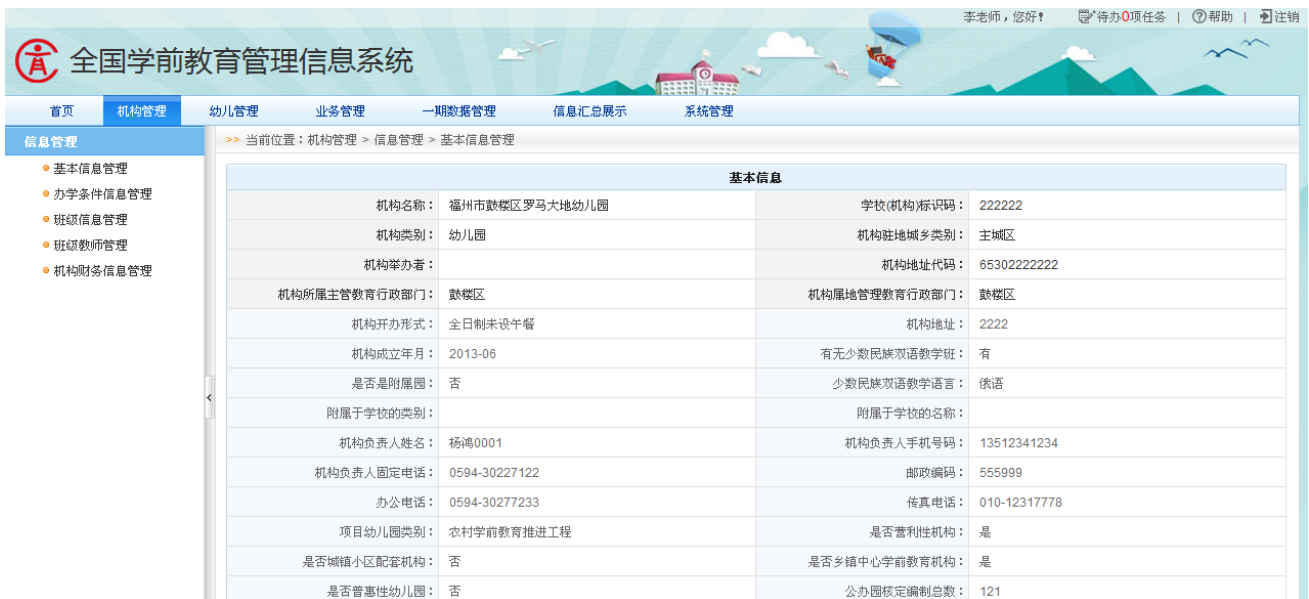 李老师，您好！ 待办0项任务 | 帮助 | 注销
全国学前教育管理信息系统
首页 机构管理 幼儿管理 业务管理 一期数据管理 信息汇总展示 系统管理
信息管理
基本信息管理
办学条件信息管理
班级信息管理
班级教师管理
机构财务信息管理
>> 当前位置：机构管理 > 信息管理 > 基本信息管理
基本信息
机构名称： 福州市鼓楼区罗马大地幼儿园 学校(机构)标识码： 222222
机构类别： 幼儿园 机构驻地城乡类别： 主城区
机构举办者： 机构地址代码： 65302222222
机构所属主管教育行政部门： 鼓楼区 机构属地管理教育行政部门： 鼓楼区
机构开办形式： 全日制未设午餐 机构地址： 2222
机构成立年月： 2013-06 有无少数民族双语教学班： 有
是否是附属园： 否 少数民族双语教学语言： 俄语
附属于学校的类别： 附属于学校的名称：
机构负责人姓名： 杨鸿0001 机构负责人手机号码： 13512341234
机构负责人固定电话： 0594-30227122 邮政编码： 555999
办公电话： 0594-30277233 传真电话： 010-12317778
项目幼儿园类别： 农村学前教育推进工程 是否营利性机构： 是
是否城镇小区配套机构： 否 是否乡镇中心学前教育机构： 是
是否普惠性幼儿园： 否 公办园核定编制总数： 121